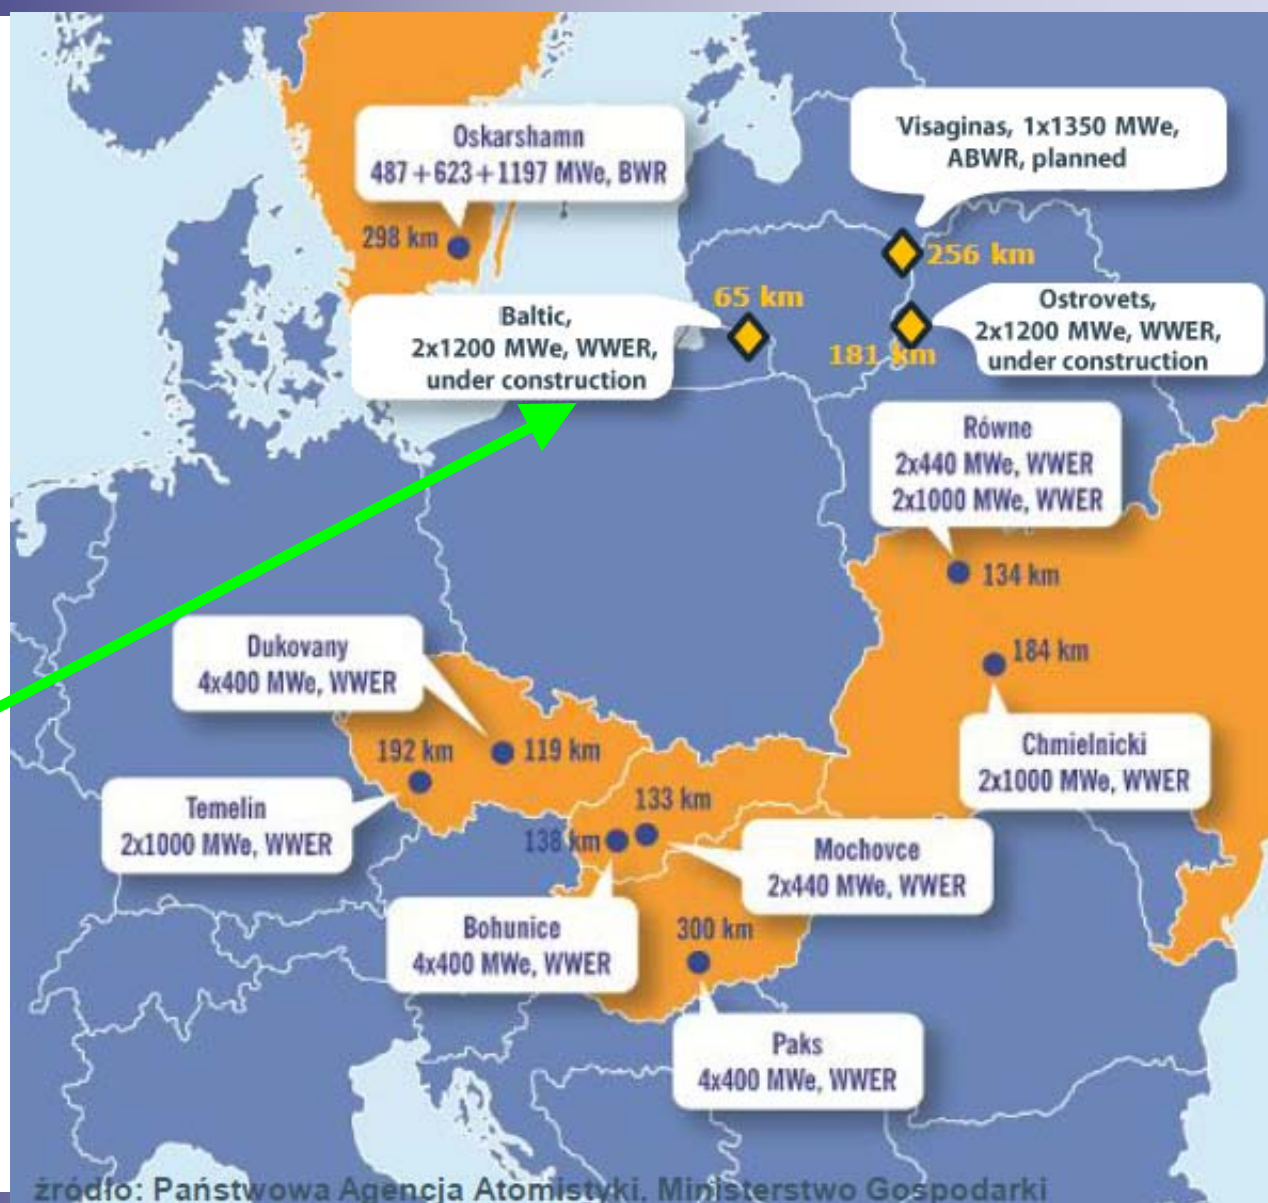 Oskarshamn
487+623+1197 MWe, BWR
298 km
Visaginas, 1x1350 MWe,
ABWR, planned
256 km
65 km
Baltic,
2x1200 MWe, WWER,
under construction
Ostrovets,
2x1200 MWe, WWER,
under construction
181 km
Równe
2x440 MWe, WWER
2x1000 MWe, WWER
134 km
184 km
Chmielnicki
2x1000 MWe, WWER
Dukovany
4x400 MWe, WWER
119 km
192 km
Temelin
2x1000 MWe, WWER
133 km
138 km
Mochovce
2x440 MWe, WWER
Bohunice
4x400 MWe, WWER
300 km
Paks
4x400 MWe, WWER
źródło: Państwowa Agencja Atomistyki, Ministerstwo Gospodarki